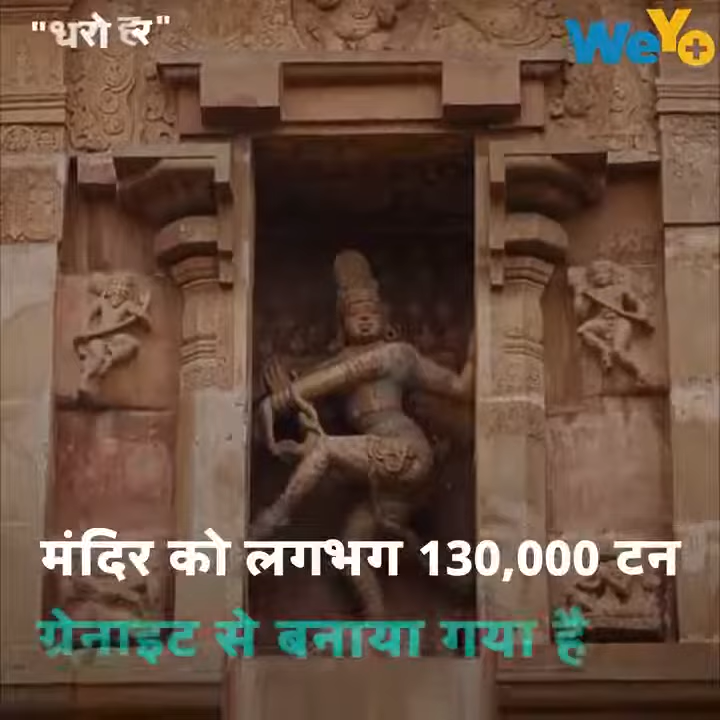 "धरोहर"
WeYo+
मंदिर को लगभग 130,000 टन
ग्रेनाइट से बनाया गया है